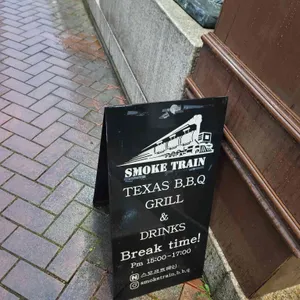 SMOKE TRAIN
TEXAS B.B.Q
GRILL
&
DRINKS
Break time!
Pm 15:00-17:00
smoketrain.b.b.q